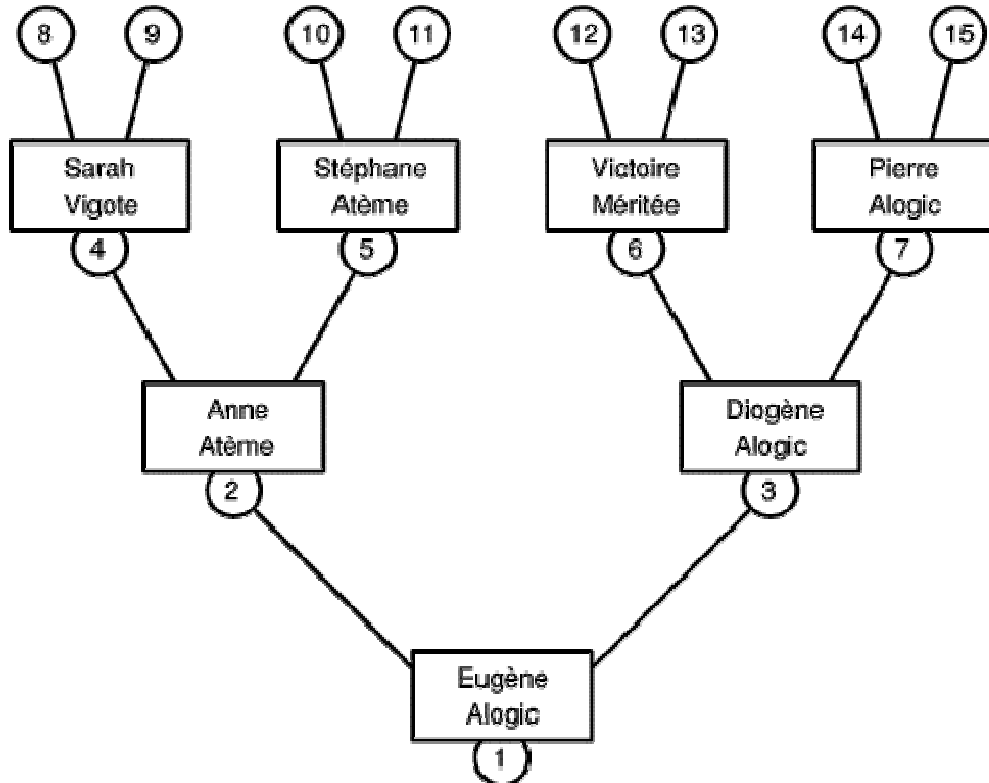 8 9 10 11 12 13 14 15
Sarah
Vigote
Stéphane
Atème
Victoire
Méritée
Pierre
Alogic
4 5 6 7
Anne
Atème
Diogène
Alogic
2 3
Eugène
Alogic
1